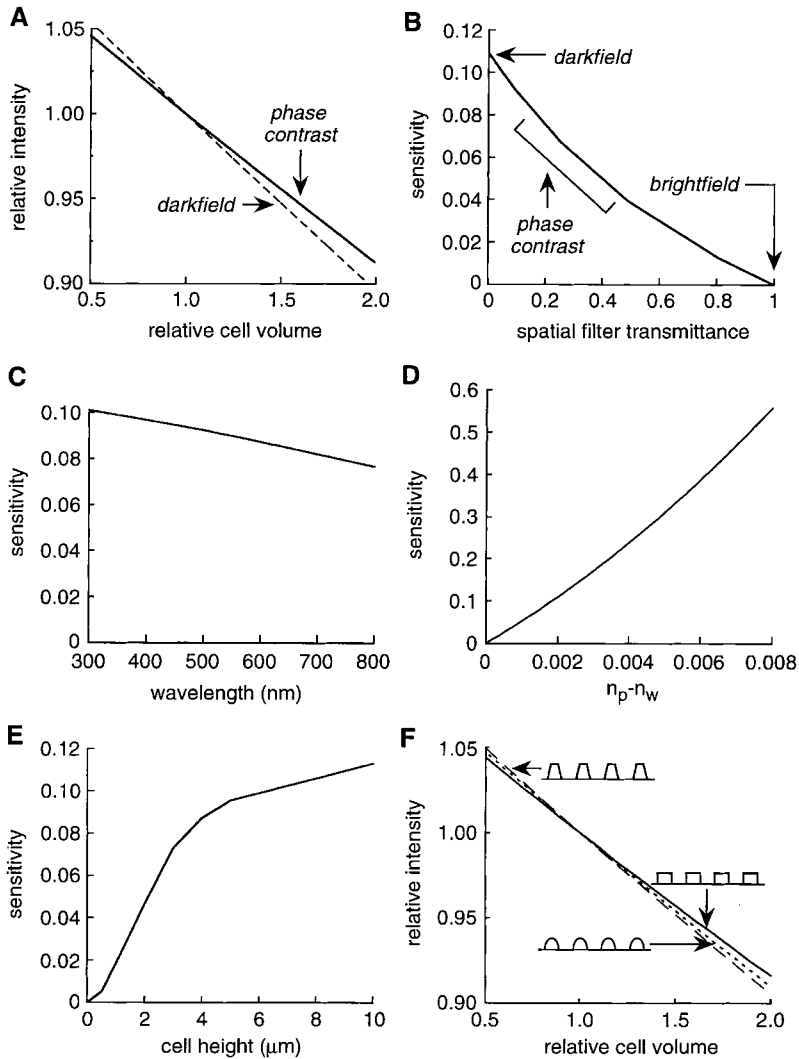 A
1.05
1.00
0.95
0.90
relative intensity
phase
contrast
darkfield
0.5
1.0
1.5
2.0
relative cell volume
B
0.12
0.10
0.08
0.06
0.04
0.02
0
sensitivity
darkfield
brightfield
phase
contrast
0
0.2
0.4
0.6
0.8
1
spatial filter transmittance
C
0.10
0.08
0.06
0.04
0.02
0
sensitivity
300
400
500
600
700
800
wavelength (nm)
D
0.6
0.5
0.4
0.3
0.2
0.1
0
sensitivity
0
0.002
0.004
0.006
0.008
np-nw
E
0.12
0.10
0.08
0.06
0.04
0.02
0
sensitivity
0
2
4
6
8
10
cell height (μm)
F
1.05
1.00
0.95
0.90
relative intensity
0.5
1.0
1.5
2.0
relative cell volume